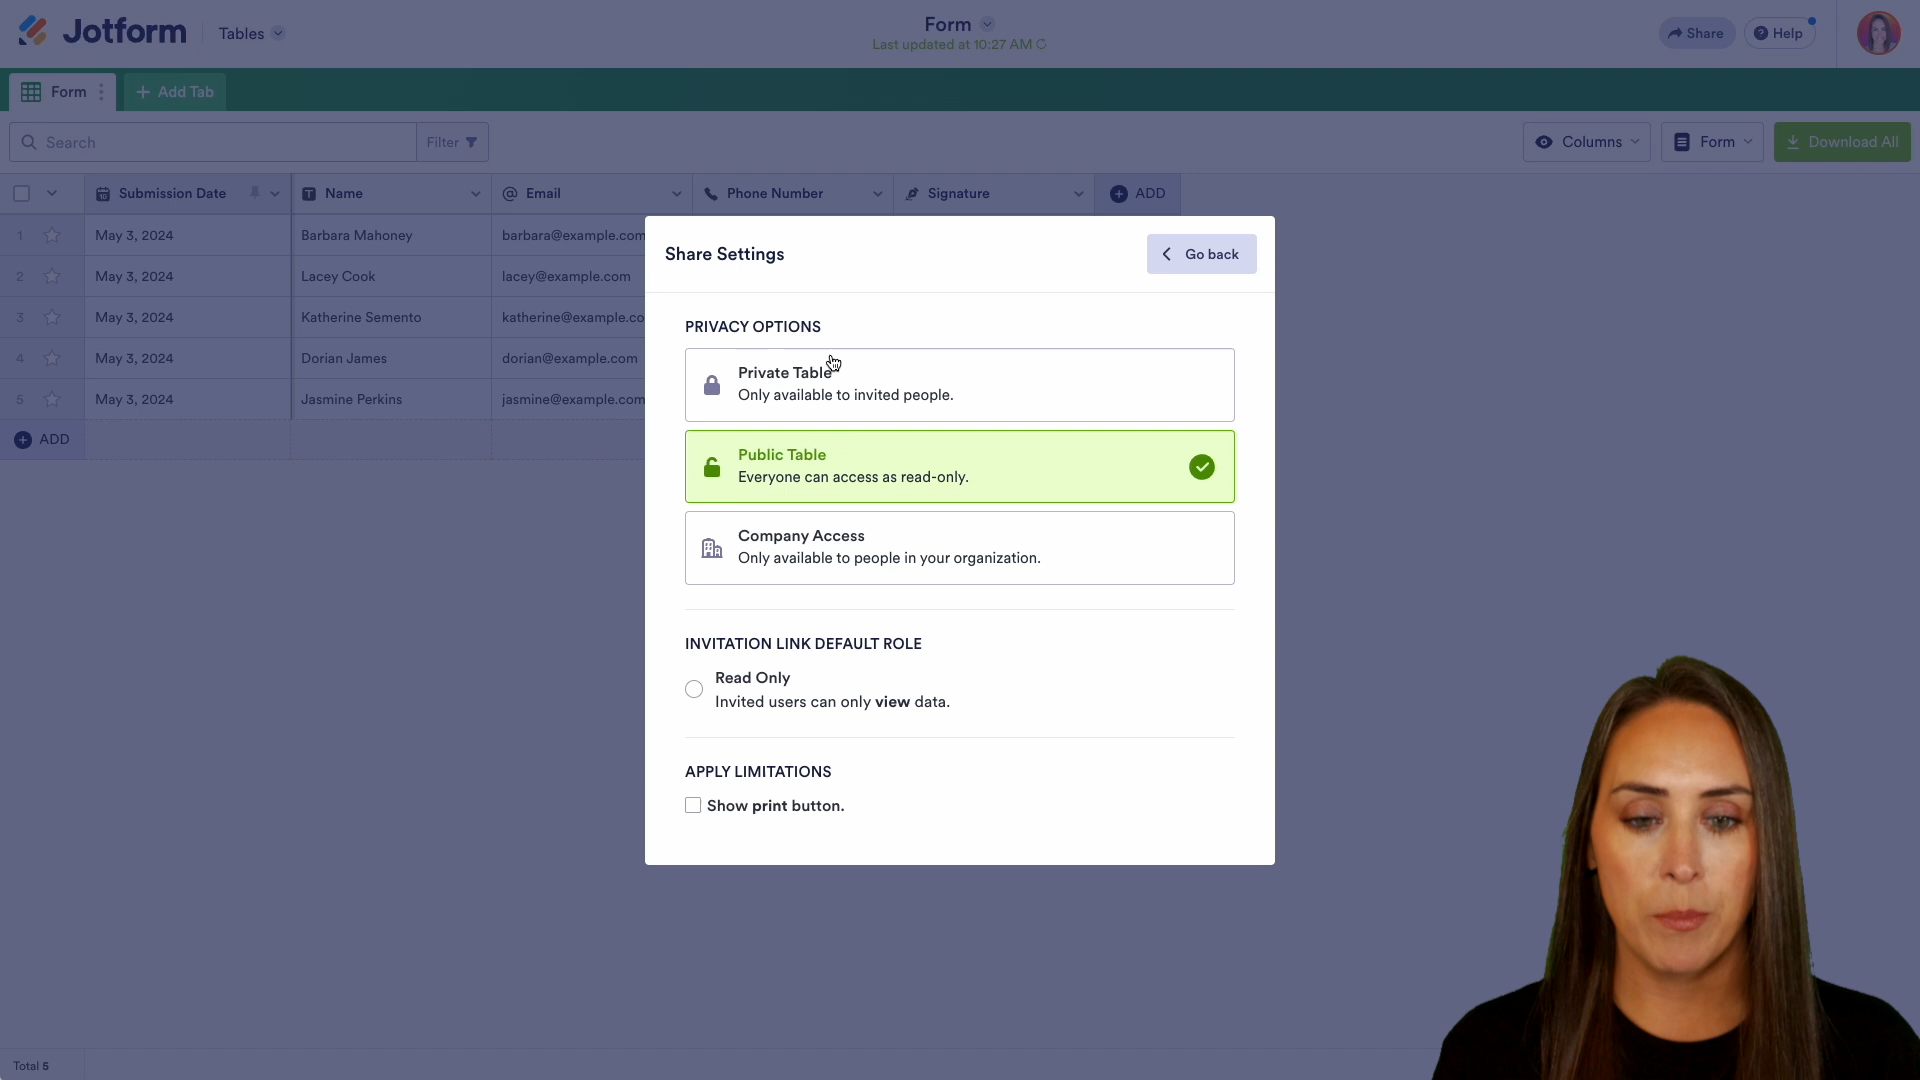 Jotform
Tables
Form
Last updated at 10:27 AM
Share
Help
Form
+ Add Tab
Search
Filter
Columns
Form
Download All
Submission Date
Name
Email
Phone Number
Signature
ADD
1 May 3, 2024 Barbara Mahoney barbara@example.com
2 May 3, 2024 Lacey Cook lacey@example.com
3 May 3, 2024 Katherine Semento katherine@example.co
4 May 3, 2024 Dorian James dorian@example.com
5 May 3, 2024 Jasmine Perkins jasmine@example.com
ADD
Share Settings
Go back
PRIVACY OPTIONS
Private Table
Only available to invited people.
Public Table
Everyone can access as read-only.
Company Access
Only available to people in your organization.
INVITATION LINK DEFAULT ROLE
Read Only
Invited users can only view data.
APPLY LIMITATIONS
Show print button.
Total 5